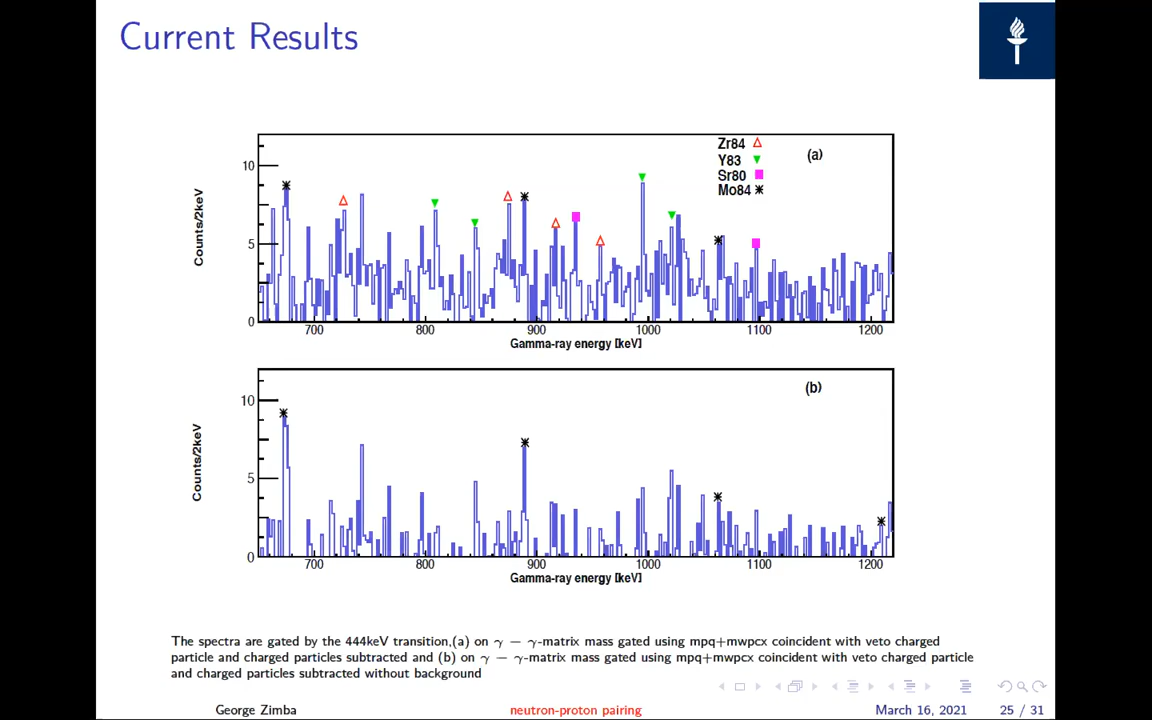 Current Results
Zr84
Y83
Sr80
Mo84
(a)
10
5
0
Counts/2keV
700 800 900 1000 1100 1200
Gamma-ray energy [keV]
(b)
10
5
0
Counts/2keV
700 800 900 1000 1100 1200
Gamma-ray energy [keV]
The spectra are gated by the 444keV transition,(a) on γ − γ-matrix mass gated using mpq+mwpcx coincident with veto charged
particle and charged particles subtracted and (b) on γ − γ-matrix mass gated using mpq+mwpcx coincident with veto charged particle
and charged particles subtracted without background
George Zimba neutron-proton pairing March 16, 2021 25 / 31